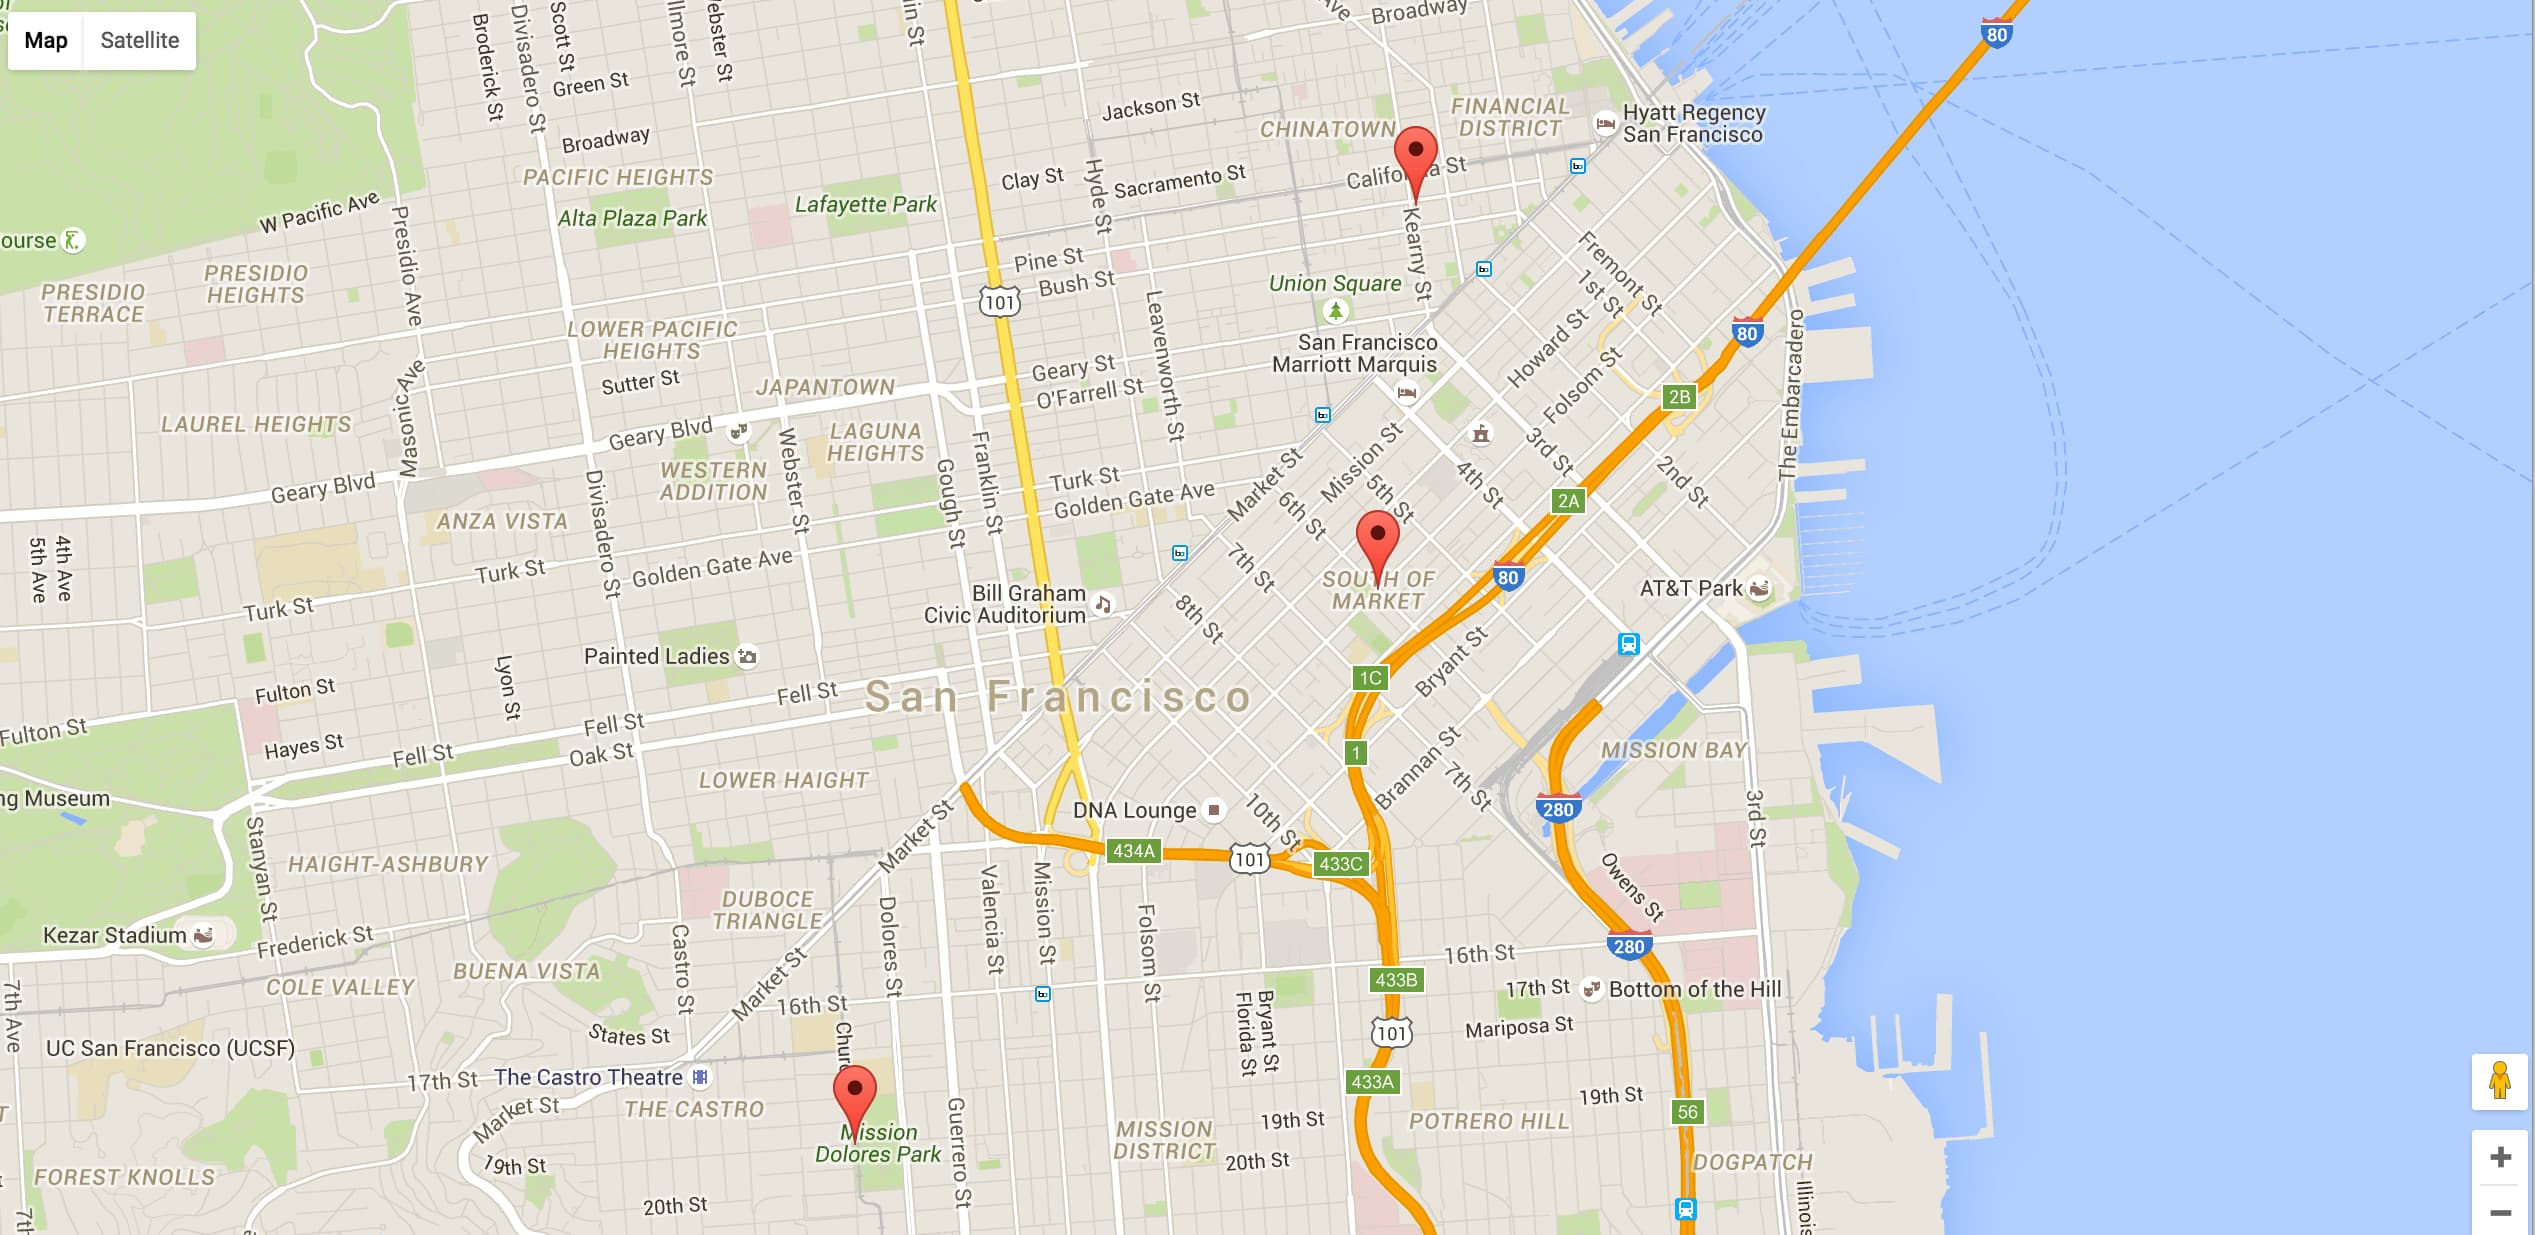 Map
Satellite
Broderick St
Divisadero St
Scott St
Green St
Broadway
Broadway
80
Jackson St
CHINATOWN
FINANCIAL
DISTRICT
Hyatt Regency
San Francisco
PACIFIC HEIGHTS
Alta Plaza Park
Lafayette Park
Clay St
Hyde St
Sacramento St
Kearny St
W Pacific Ave
Presidio Ave
PRESIDIO
HEIGHTS
PRESIDIO
TERRACE
Pine St
Bush St
101
Union Square
Fremont St
1st St
LOWER PACIFIC
HEIGHTS
San Francisco
Marriott Marquis
Howard St
80
The Embarcadero
Sutter St
JAPANTOWN
Geary St
O'Farrell St
Leavenworth St
Folsom St
2B
Masonic Ave
LAUREL HEIGHTS
Geary Blvd
Geary Blvd
LAGUNA
HEIGHTS
Webster St
Gough St
Franklin St
WESTERN
ADDITION
Turk St
Golden Gate Ave
Market St
Mission St
6th St
5th St
4th St
3rd St
2nd St
2A
ANZA VISTA
Divisadero St
4th Ave
5th Ave
Turk St
Golden Gate Ave
Turk St
7th St
8th St
SOUTH OF
MARKET
80
AT&T Park
Bill Graham
Civic Auditorium
Painted Ladies
Lyon St
Fulton St
Fulton St
Hayes St
Fell St
Fell St
Fell St
Oak St
San Francisco
1C
Bryant St
1
Brannan St
7th St
MISSION BAY
280
3rd St
LOWER HAIGHT
DNA Lounge
10th St
Market St
434A
101
433C
Stanyan St
HAIGHT-ASHBURY
DUBOCE
TRIANGLE
Dolores St
Valencia St
Mission St
Folsom St
Owens St
280
Kezar Stadium
Frederick St
Castro St
Market St
16th St
16th St
BUENA VISTA
COLE VALLEY
7th Ave
433B
17th St
Bottom of the Hill
Mariposa St
Bryant St
Florida St
101
States St
UC San Francisco (UCSF)
17th St
The Castro Theatre
Market St
THE CASTRO
433A
19th St
19th St
56
POTRERO HILL
Mission
Dolores Park
MISSION
DISTRICT
Guerrero St
19th St
20th St
20th St
DOGPATCH
FOREST KNOLLS